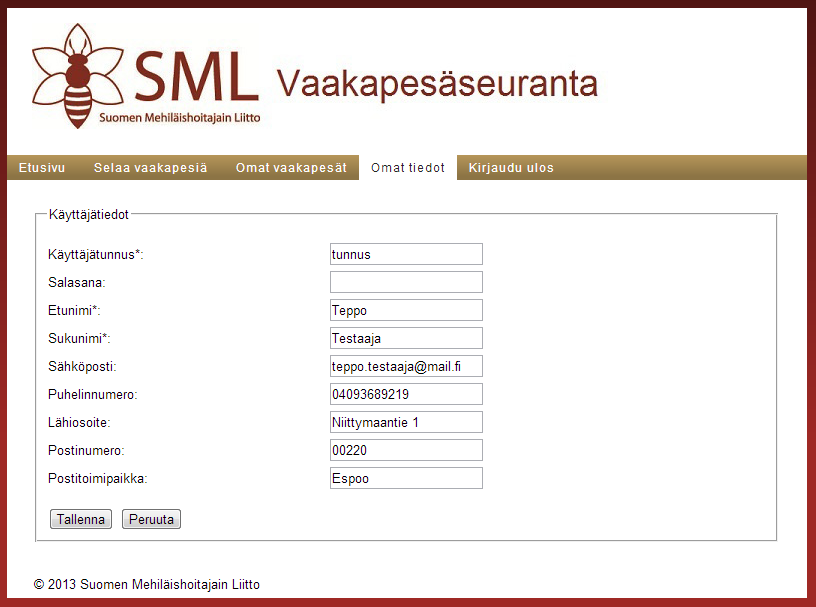 SML
Suomen Mehiläishoitajain Liitto
Vaakapesäseuranta
Etusivu Selaa vaakapesiä Omat vaakapesät Omat tiedot Kirjaudu ulos
Käyttäjätiedot
Käyttäjätunnus*: tunnus
Salasana:
Etunimi*: Teppo
Sukunimi*: Testaaja
Sähköposti: teppo.testaaja@mail.fi
Puhelinnumero: 04093689219
Lähiosoite: Niittymaantie 1
Postinumero: 00220
Postitoimipaikka: Espoo
Tallenna Peruuta
© 2013 Suomen Mehiläishoitajain Liitto